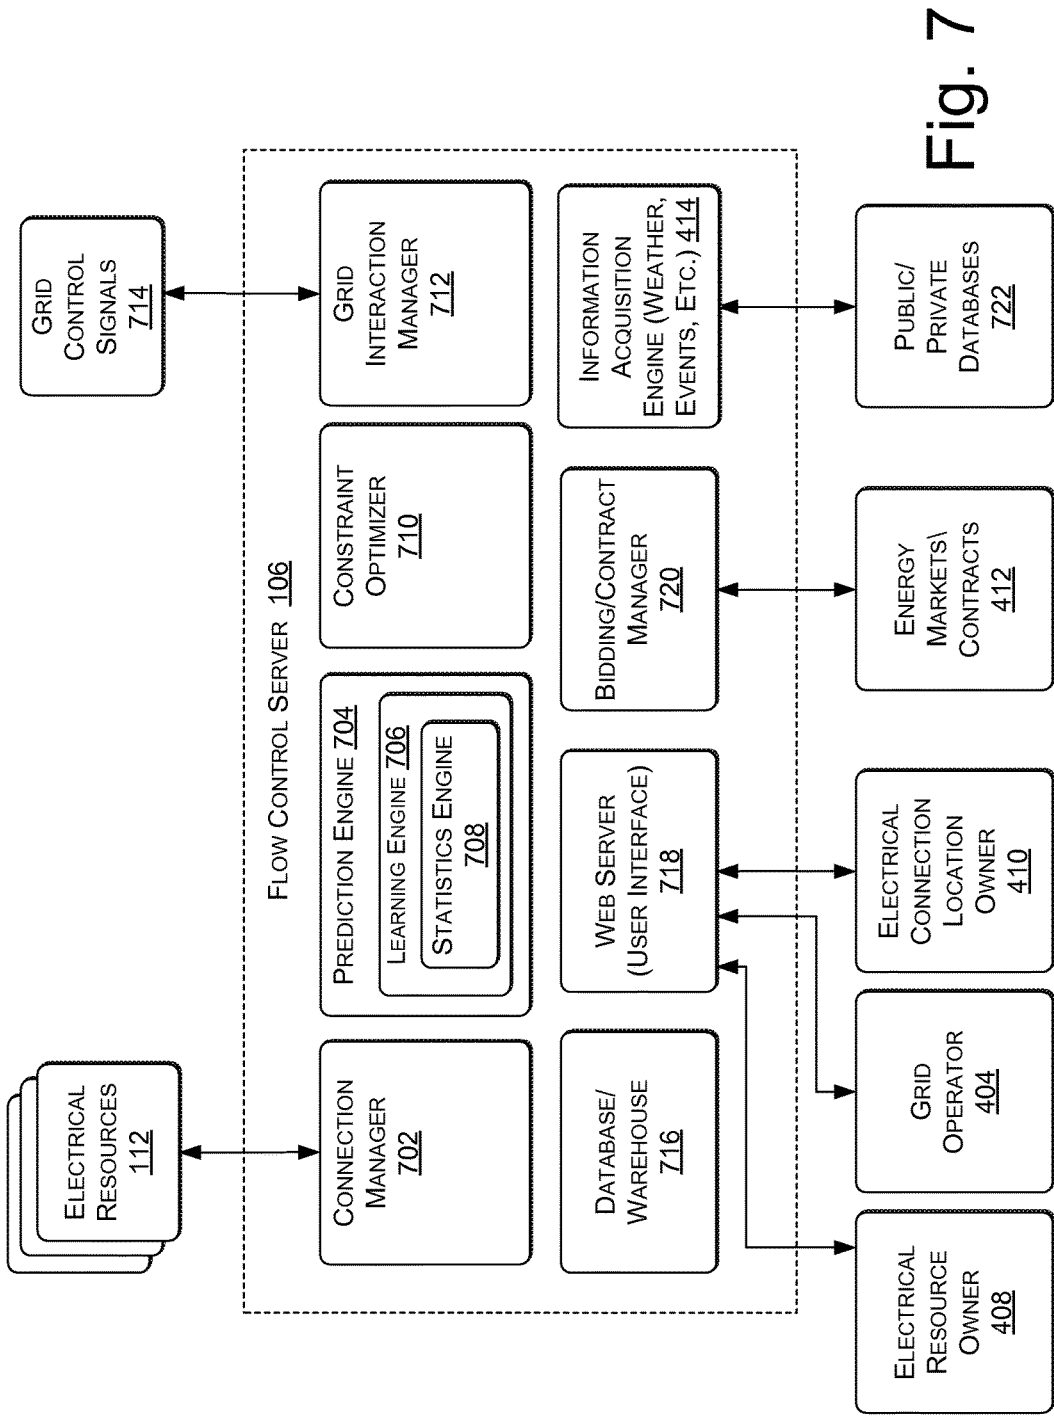 ELECTRICAL
RESOURCES
112
GRID
CONTROL
SIGNALS
714
FLOW CONTROL SERVER 106
CONNECTION
MANAGER
702
PREDICTION ENGINE 704
LEARNING ENGINE 706
STATISTICS ENGINE
708
CONSTRAINT
OPTIMIZER
710
GRID
INTERACTION
MANAGER
712
DATABASE/
WAREHOUSE
716
WEB SERVER
(USER INTERFACE)
718
BIDDING/CONTRACT
MANAGER
720
INFORMATION
ACQUISITION
ENGINE (WEATHER,
EVENTS, ETC.) 414
ELECTRICAL
RESOURCE
OWNER
408
GRID
OPERATOR
404
ELECTRICAL
CONNECTION
LOCATION
OWNER
410
ENERGY
MARKETS\
CONTRACTS
412
PUBLIC/
PRIVATE
DATABASES
722
Fig. 7